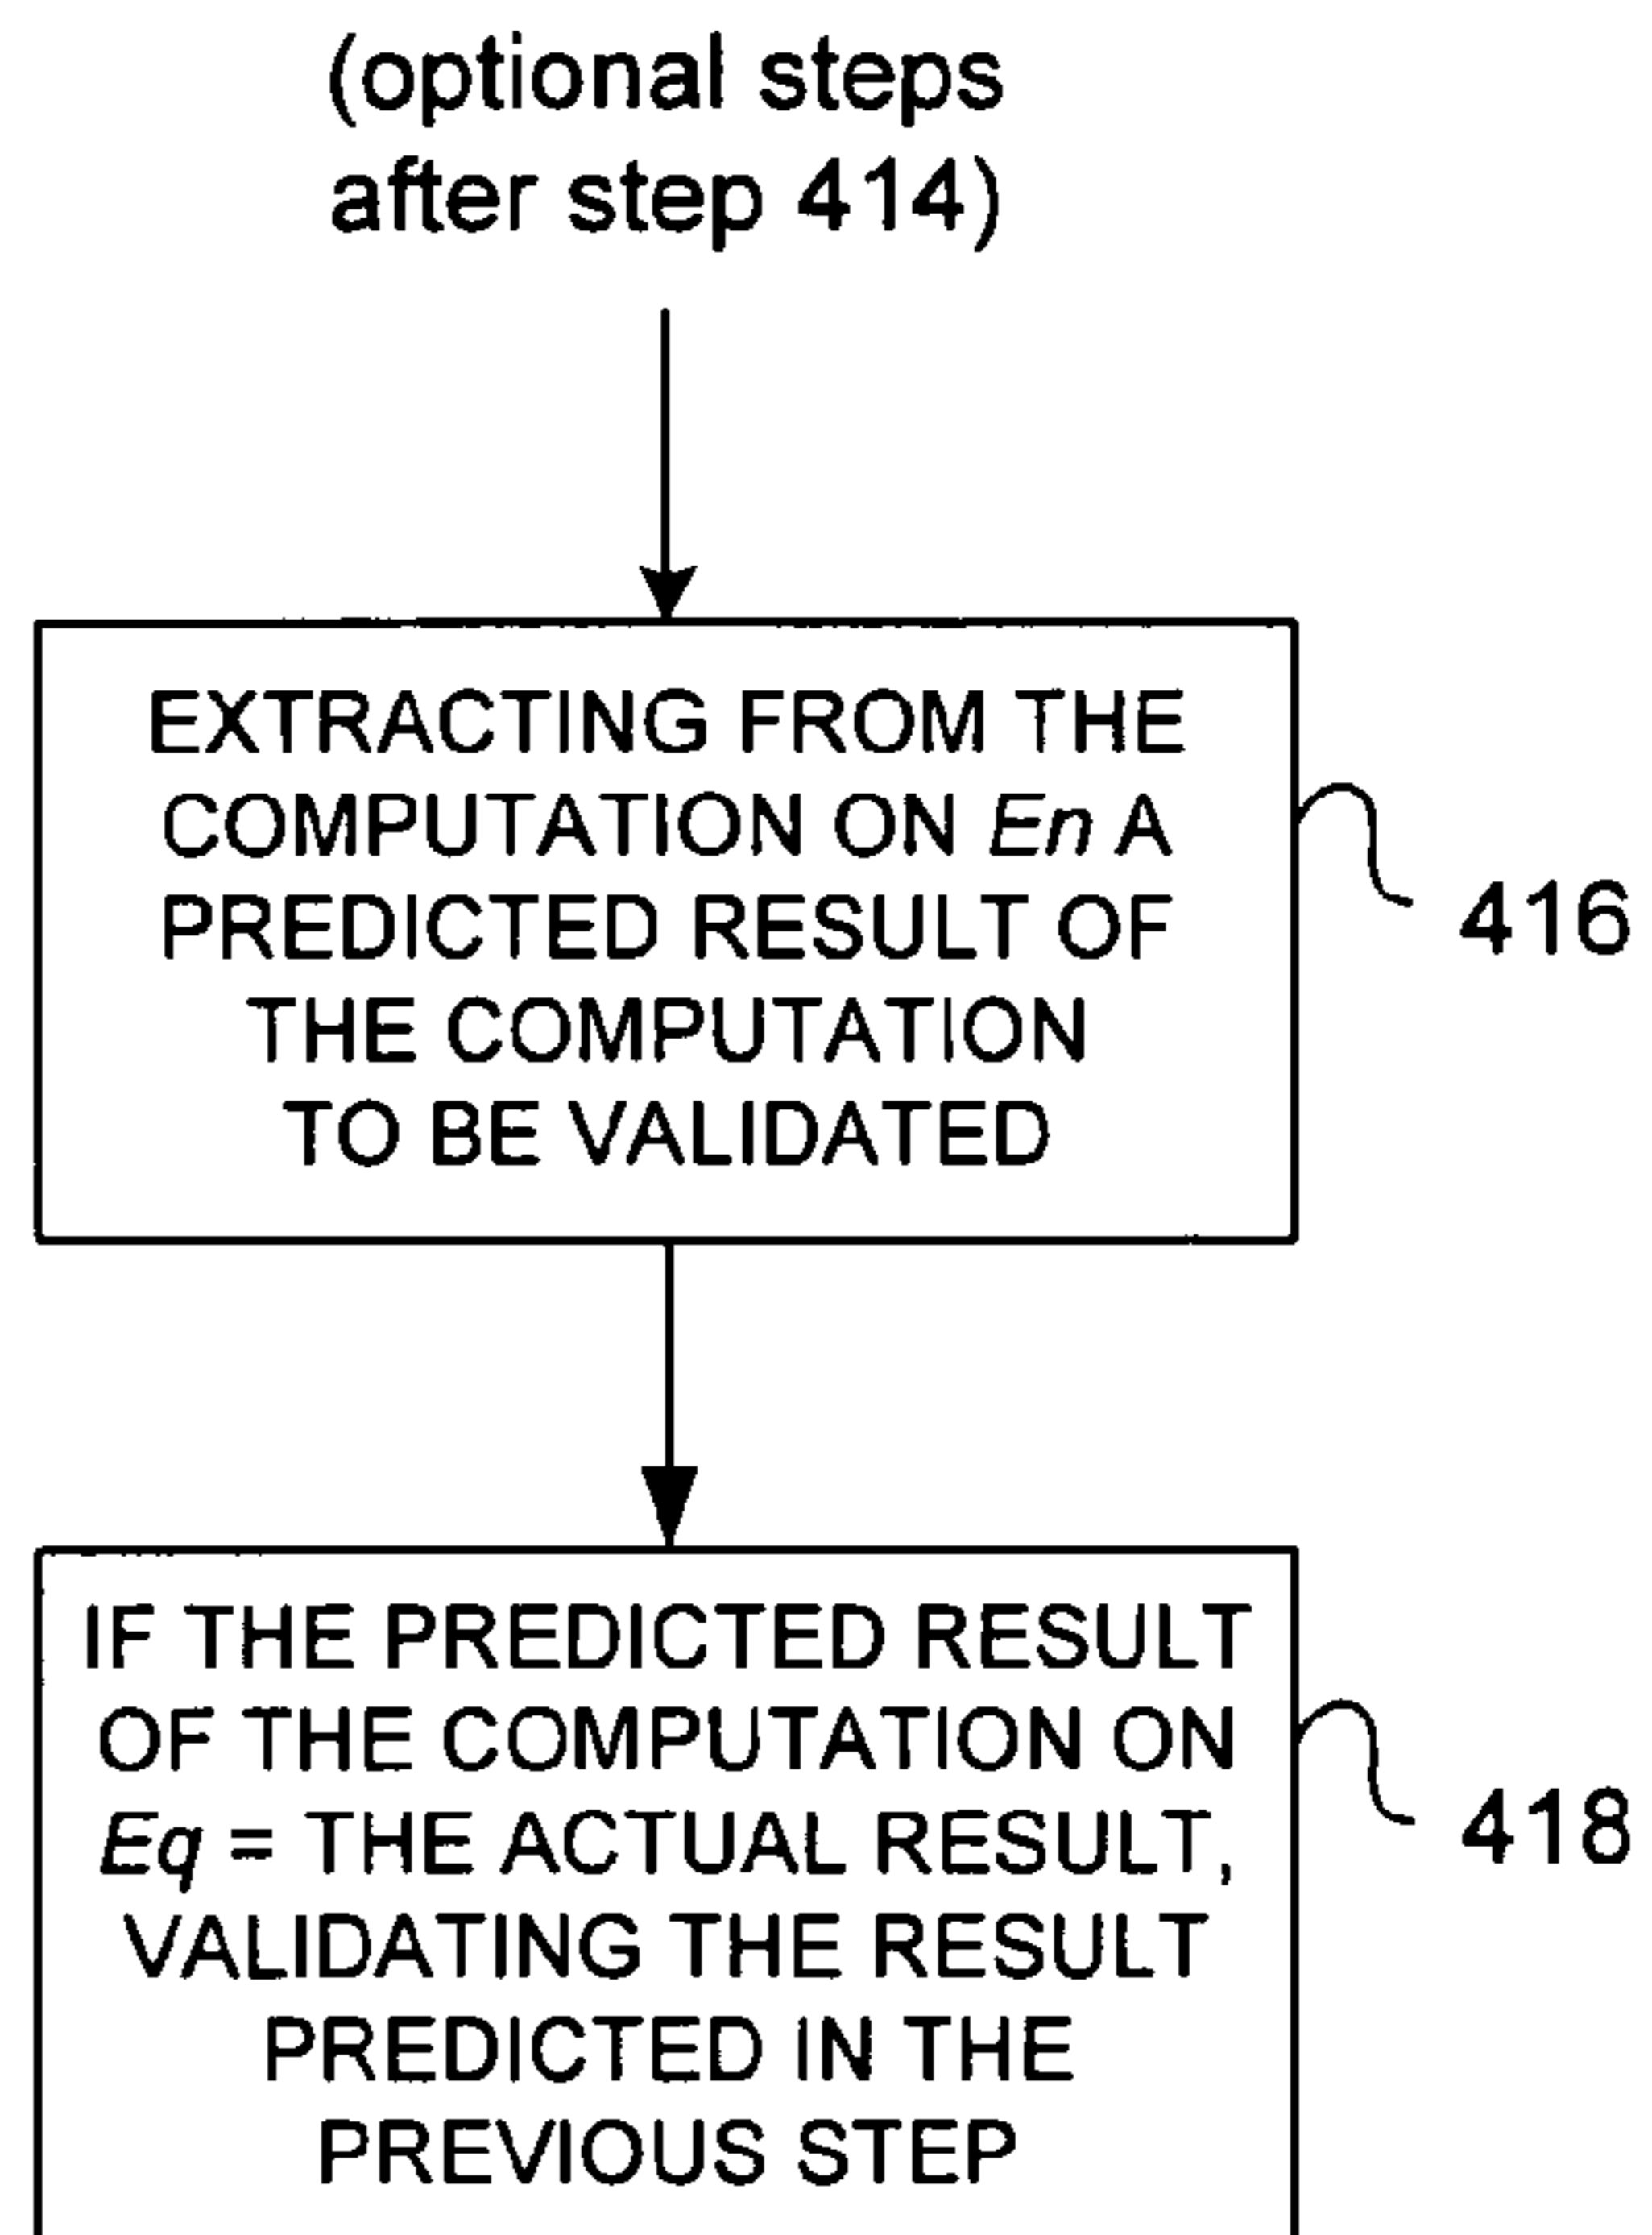 (optional steps
after step 414)
EXTRACTING FROM THE
COMPUTATION ON En A
PREDICTED RESULT OF
THE COMPUTATION
TO BE VALIDATED
416
IF THE PREDICTED RESULT
OF THE COMPUTATION ON
Eq = THE ACTUAL RESULT,
VALIDATING THE RESULT
PREDICTED IN THE
PREVIOUS STEP
418